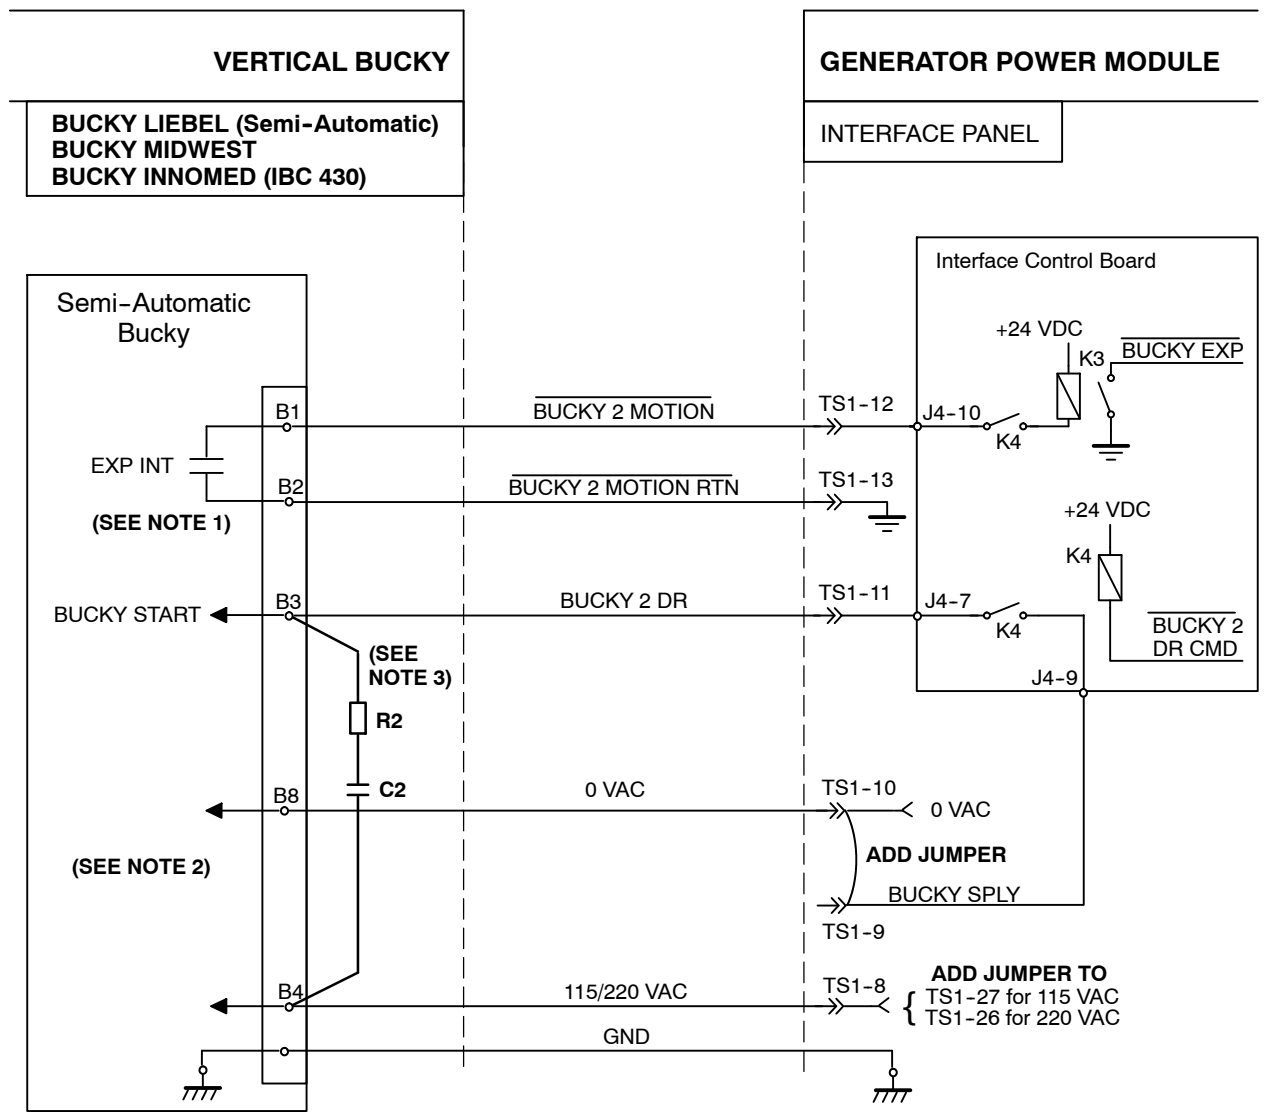 VERTICAL BUCKY
GENERATOR POWER MODULE
BUCKY LIEBEL (Semi-Automatic)
BUCKY MIDWEST
BUCKY INNOMED (IBC 430)
INTERFACE PANEL
Interface Control Board
Semi-Automatic
Bucky
+24 VDC
K3
BUCKY EXP
B1
BUCKY 2 MOTION
TS1-12
J4-10
K4
EXP INT
B2
BUCKY 2 MOTION RTN
TS1-13
(SEE NOTE 1)
+24 VDC
K4
BUCKY START
B3
BUCKY 2 DR
TS1-11
J4-7
K4
BUCKY 2
DR CMD
(SEE
NOTE 3)
J4-9
R2
C2
B8
0 VAC
TS1-10
0 VAC
(SEE NOTE 2)
ADD JUMPER
BUCKY SPLY
TS1-9
B4
115/220 VAC
TS1-8
ADD JUMPER TO
{ TS1-27 for 115 VAC
TS1-26 for 220 VAC
GND